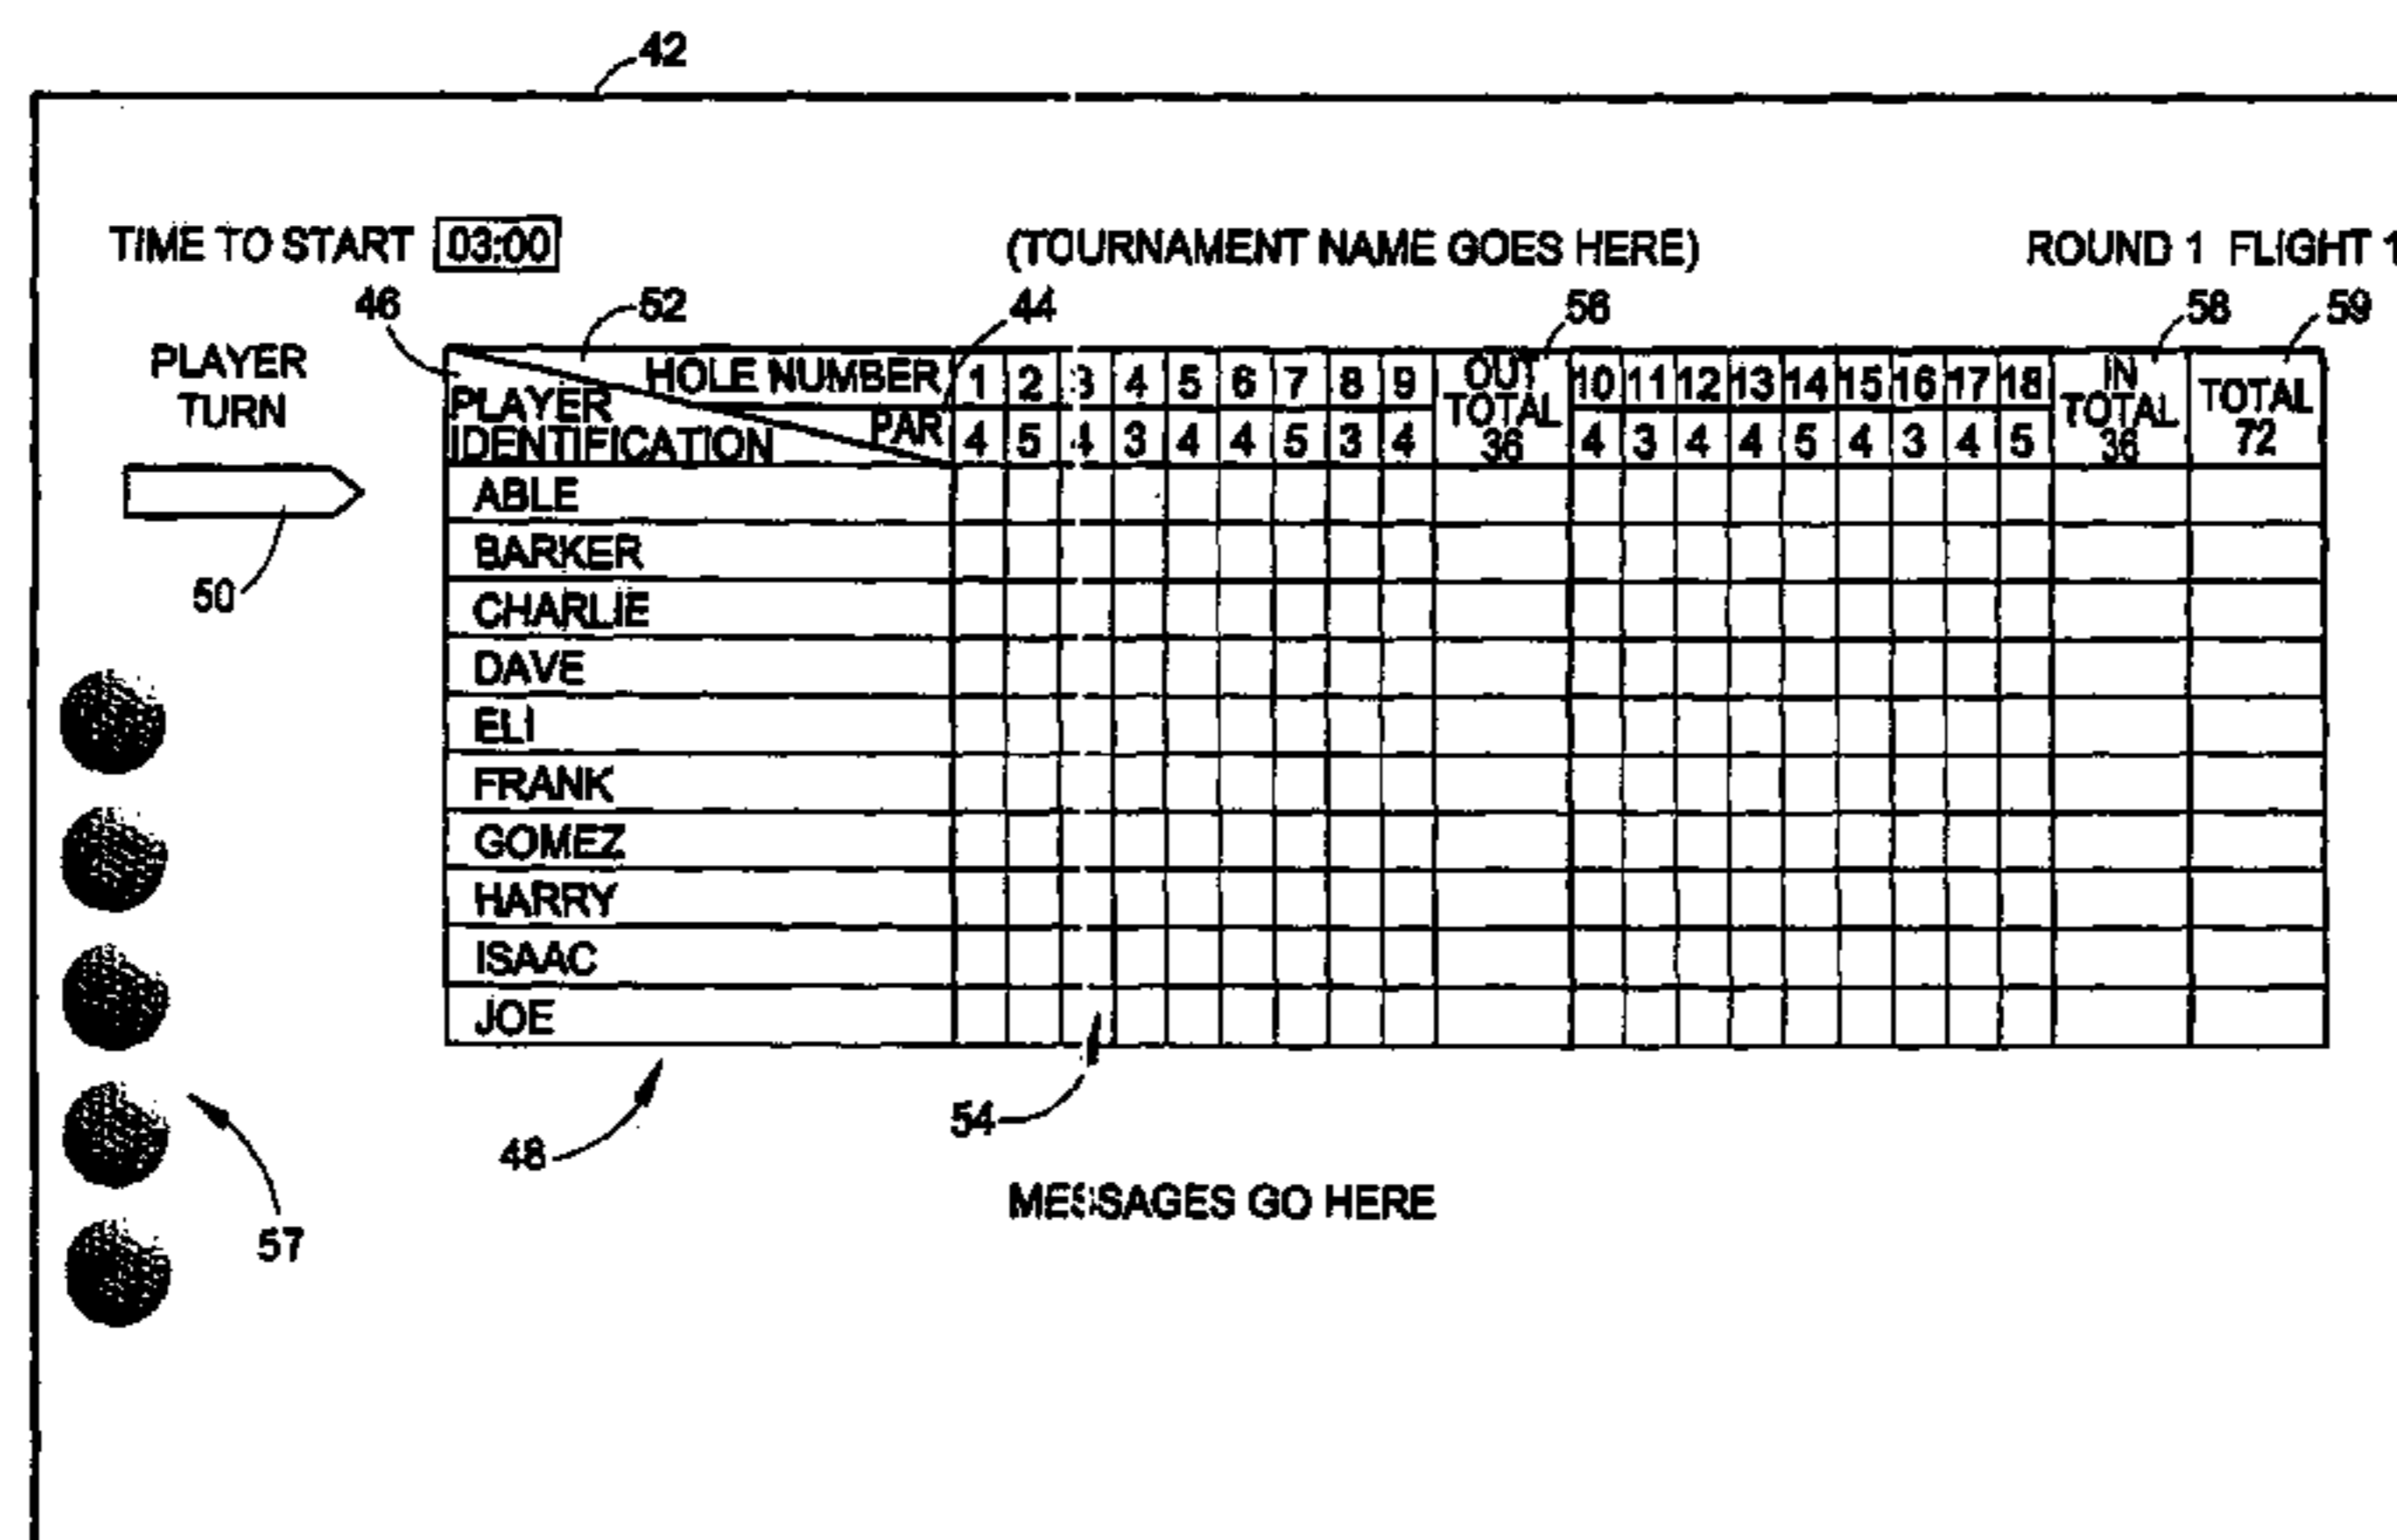 42
TIME TO START 03:00 (TOURNAMENT NAME GOES HERE) ROUND 1 FLIGHT 1
46 52 44 56 58 59
PLAYER TURN
HOLE NUMBER 1 2 3 4 5 6 7 8 9 OUT TOTAL 36 10 11 12 13 14 15 16 17 18 IN TOTAL 36 TOTAL 72
PLAYER IDENTIFICATION PAR 4 5 4 3 4 4 5 3 4 4 3 4 4 5 4 3 4 5
ABLE
BARKER
50
CHARLIE
DAVE
ELI
FRANK
GOMEZ
HARRY
ISAAC
JOE
48
54
MESSAGES GO HERE
57